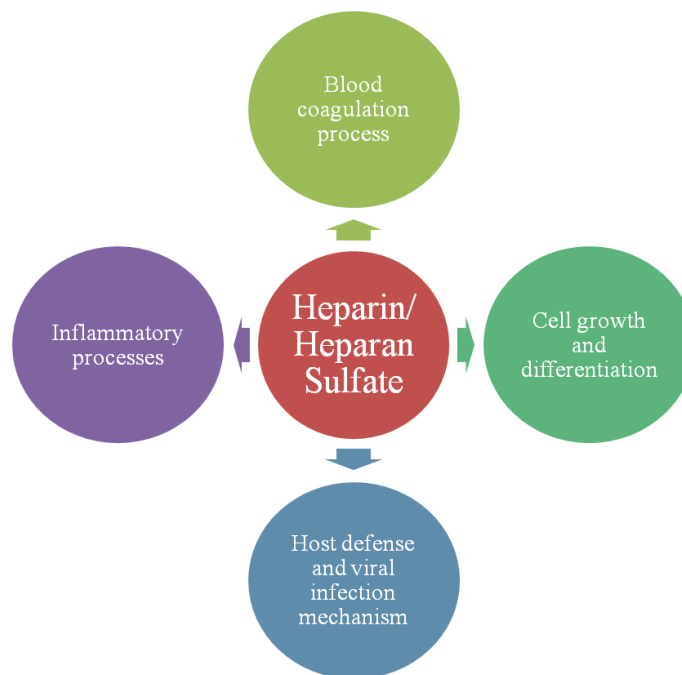 Blood
coagulation
process
Inflammatory
processes
Heparin/
Heparan
Sulfate
Cell growth
and
differentiation
Host defense
and viral
infection
mechanism